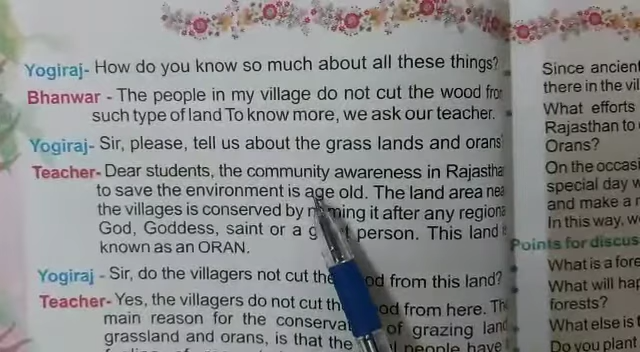 Yogiraj- How do you know so much about all these things?
Bhanwar - The people in my village do not cut the wood from
such type of land To know more, we ask our teacher.
Yogiraj- Sir, please, tell us about the grass lands and orans
Teacher- Dear students, the community awareness in Rajasthan
to save the environment is age old. The land area near
the villages is conserved by naming it after any regional
God, Goddess, saint or a great person. This land is
known as an ORAN.
Yogiraj - Sir, do the villagers not cut the wood from this land?
Teacher- Yes, the villagers do not cut the wood from here. The
main reason for the conservation of grazing land
grassland and orans, is that the people have
Since ancient
there in the vil
What efforts
Rajasthan to
Orans?
On the occasi
special day w
and make a r
In this way, w
Points for discus
What is a fore
What will hap
forests?
What else is t
Do you plant